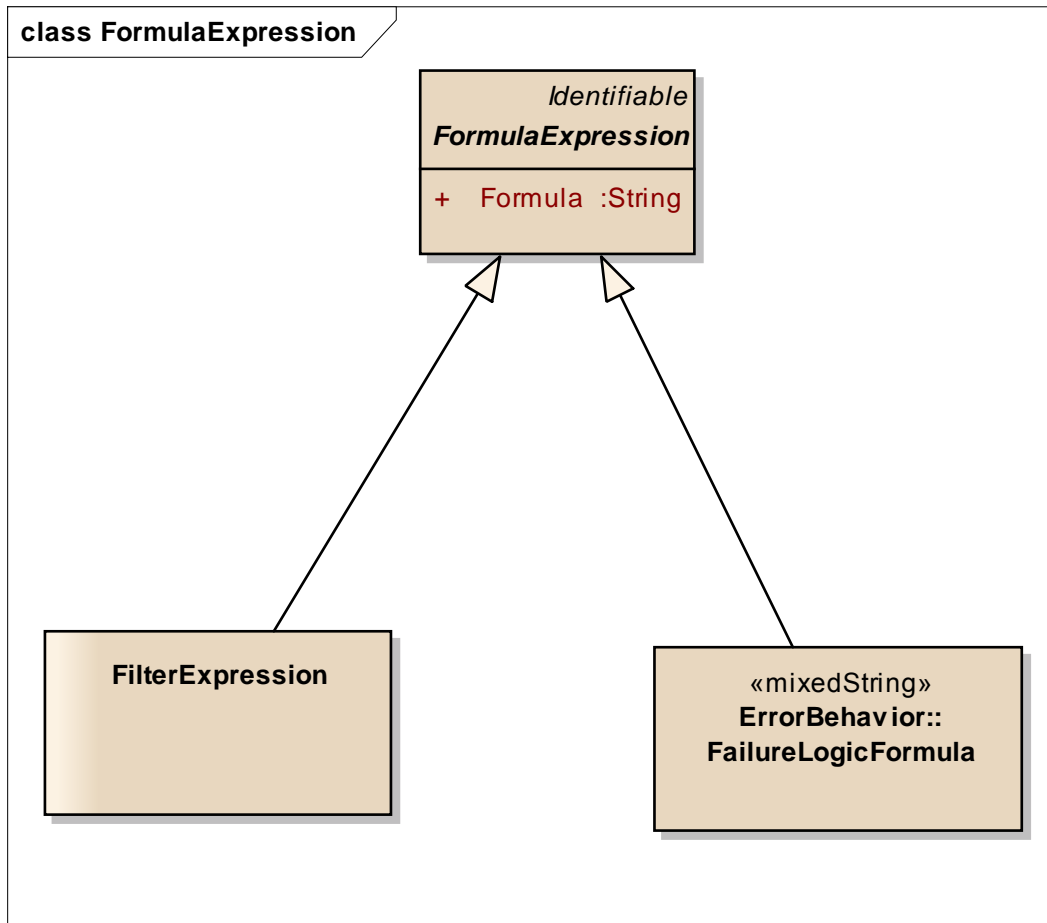 class FormulaExpression
Identifiable
FormulaExpression
+ Formula :String
FilterExpression
«mixedString»
ErrorBehavior::
FailureLogicFormula